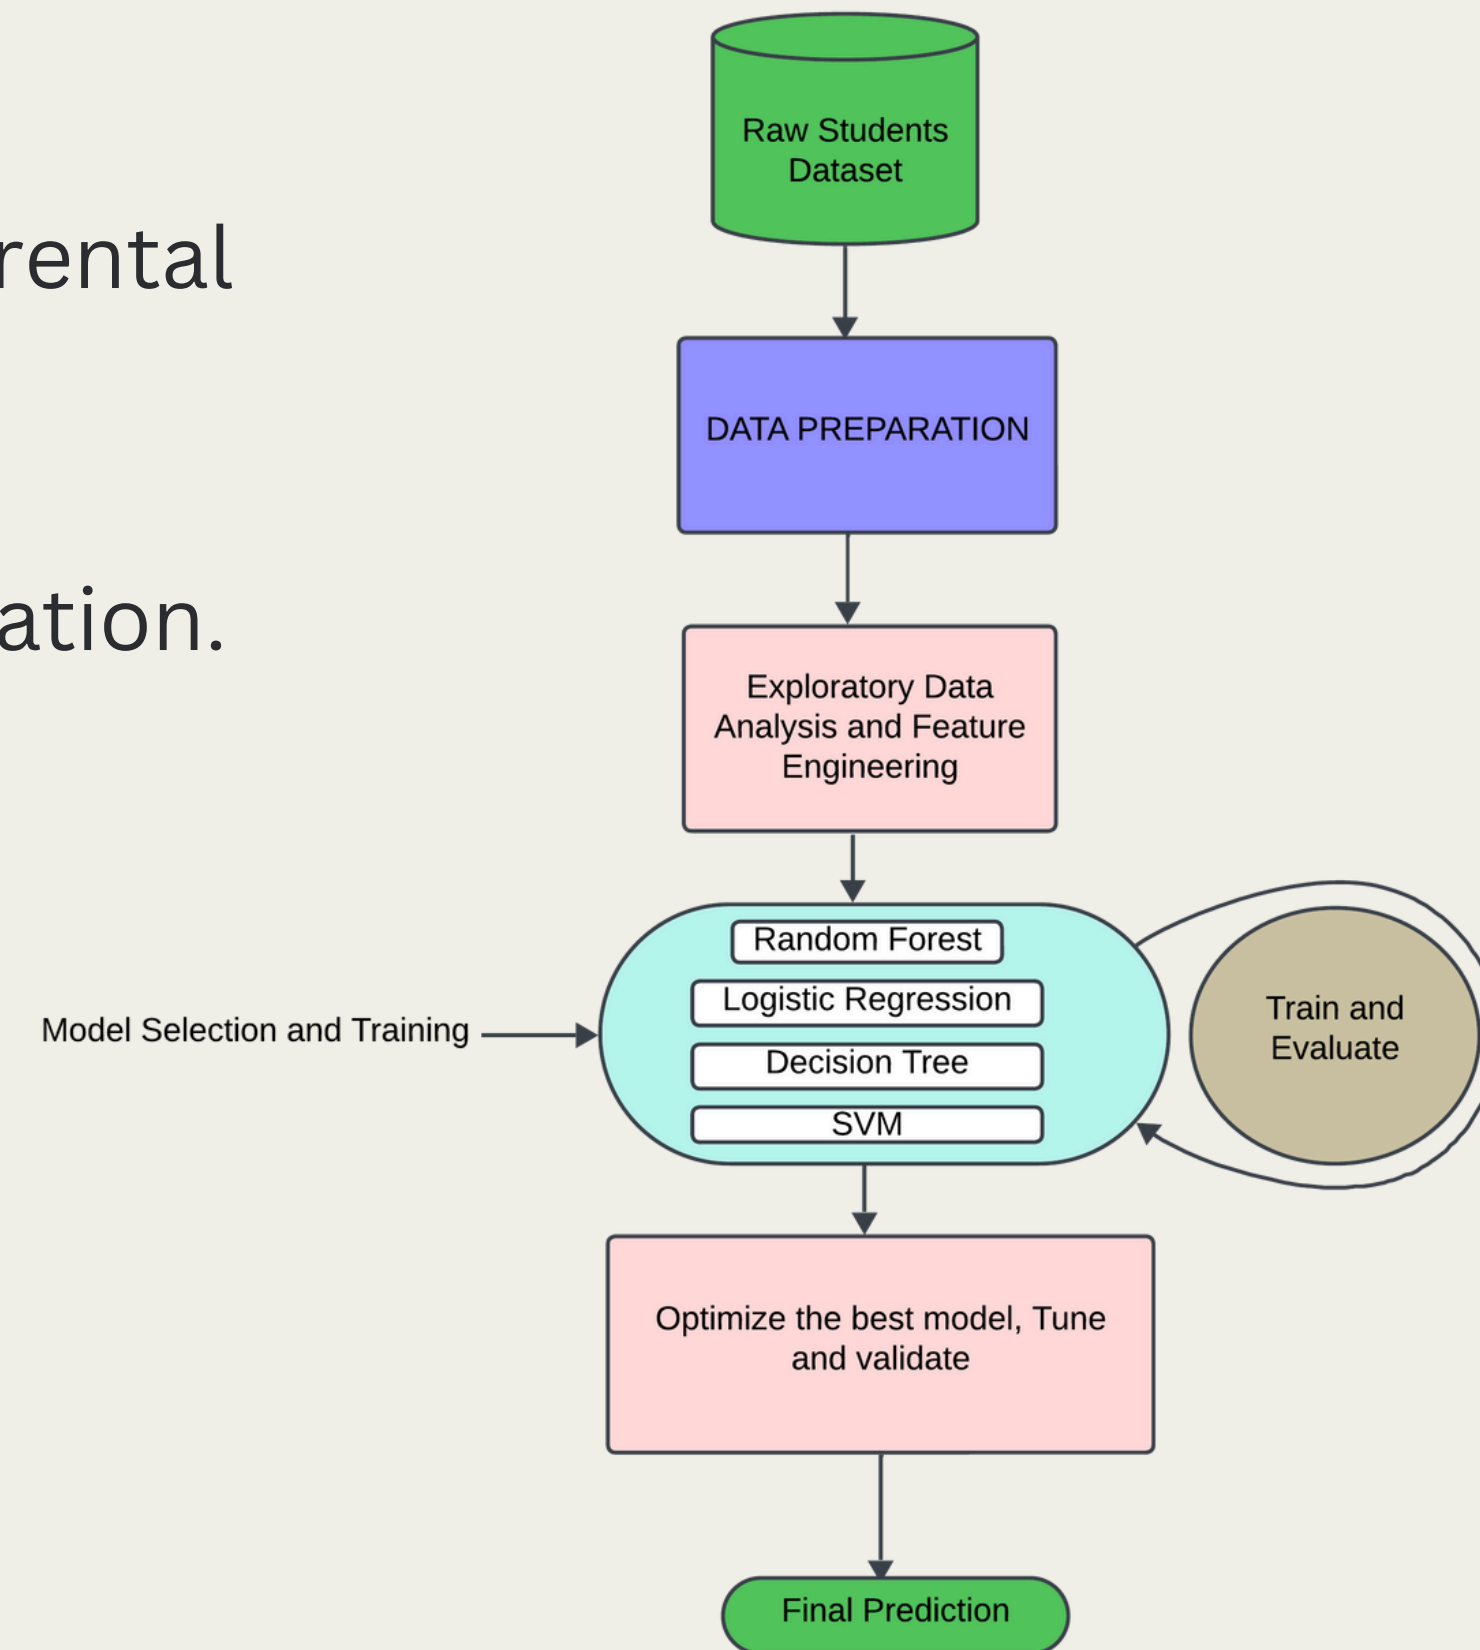 Raw Students
Dataset
rental
DATA PREPARATION
ation.
Exploratory Data
Analysis and Feature
Engineering
Random Forest
Logistic Regression
Decision Tree
SVM
Model Selection and Training
Train and
Evaluate
Optimize the best model, Tune
and validate
Final Prediction